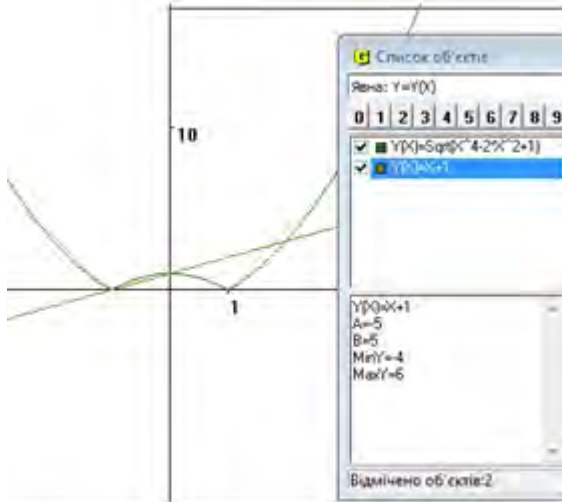 10
1
Список об'єктів
Явна: Y=Y(X)
0 1 2 3 4 5 6 7 8 9
Y(X)=Sqrt(X^4-2*X^2+1)
Y(X)=X+1
Y(X)=X+1
A=-5
B=5
MinY=-4
MaxY=6
Відмічено об'єктів:2